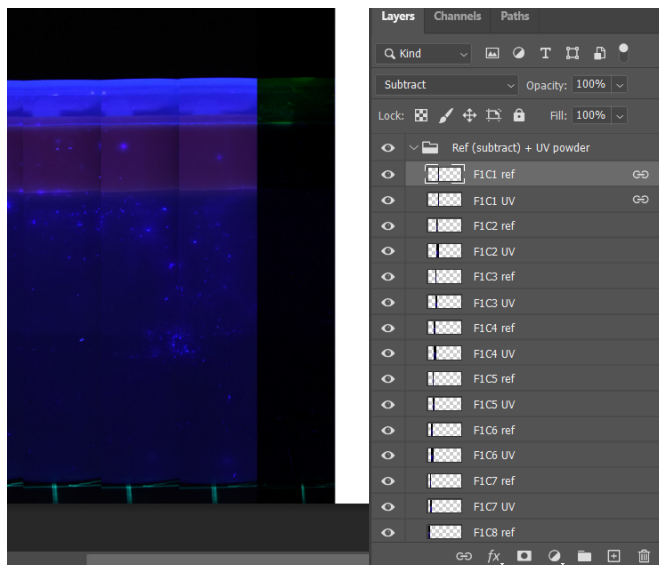 Layers Channels Paths
Kind
Subtract Opacity: 100%
Lock: Fill: 100%
Ref (subtract) + UV powder
F1C1 ref
F1C1 UV
F1C2 ref
F1C2 UV
F1C3 ref
F1C3 UV
F1C4 ref
F1C4 UV
F1C5 ref
F1C5 UV
F1C6 ref
F1C6 UV
F1C7 ref
F1C7 UV
F1C8 ref
fx